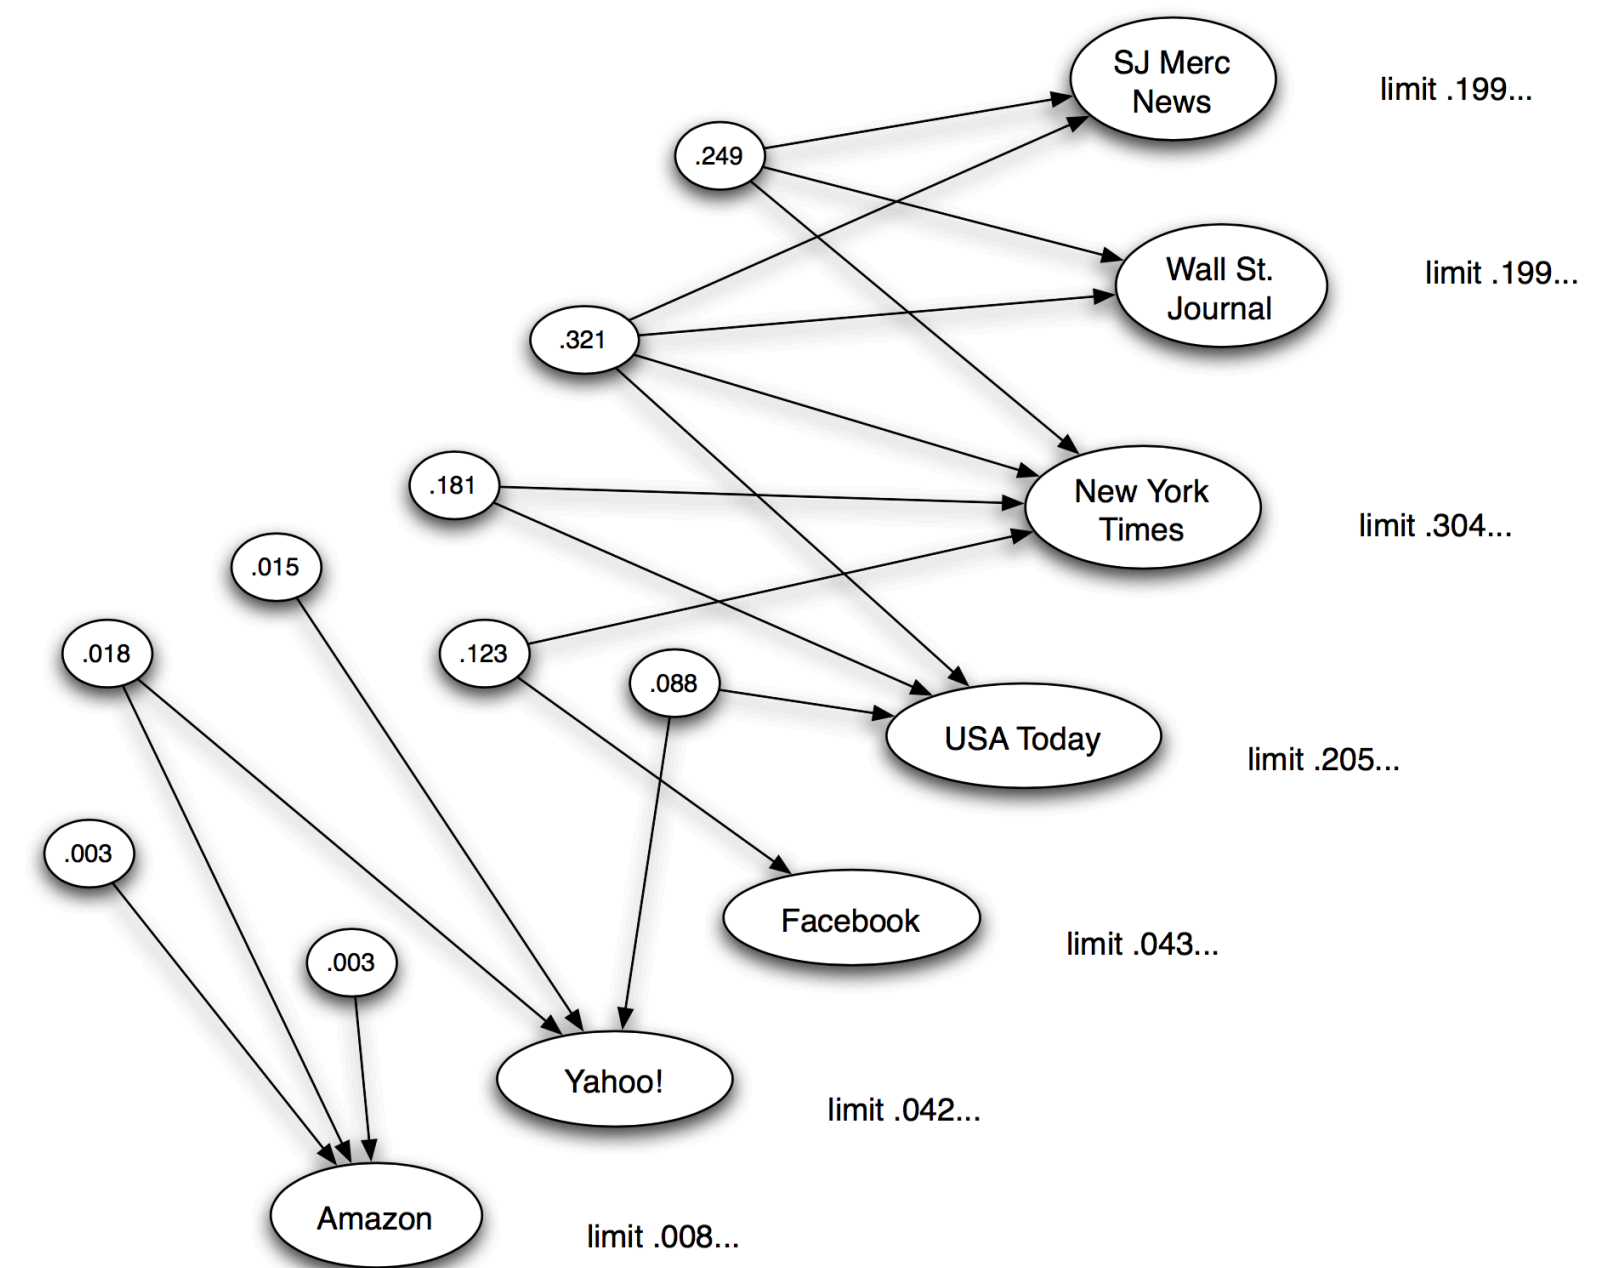 SJ Merc
News
limit .199...
.249
Wall St.
Journal
limit .199...
.321
.181
New York
Times
limit .304...
.015
.018
.123
.088
USA Today
limit .205...
.003
Facebook
limit .043...
.003
Yahoo!
limit .042...
Amazon
limit .008...